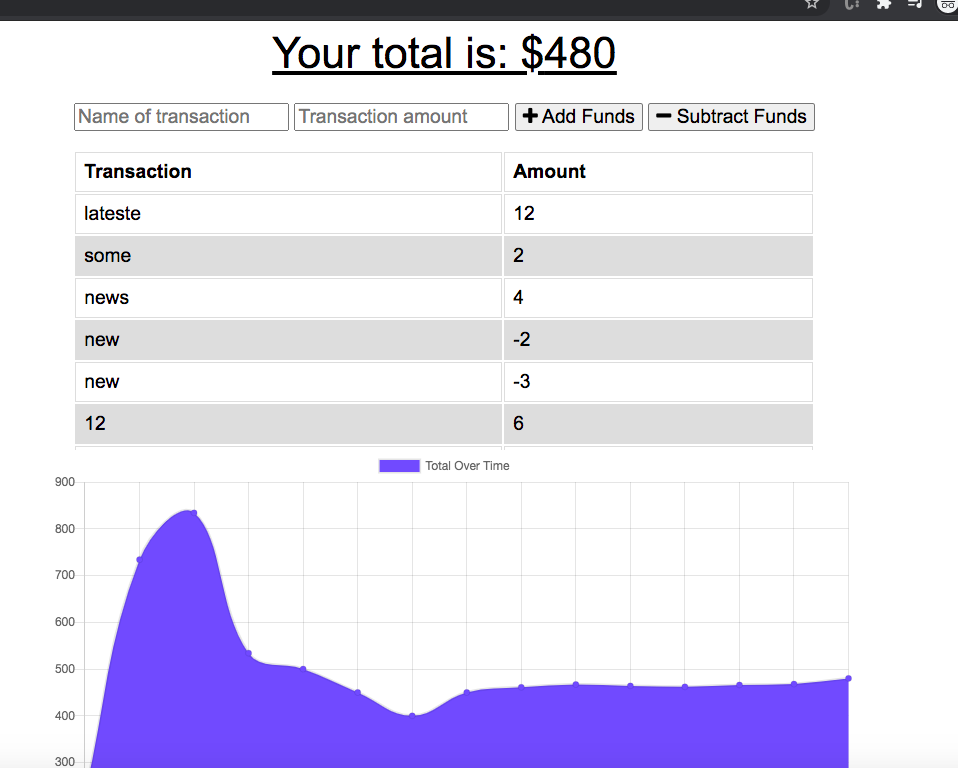 Your total is: $480
Name of transaction Transaction amount Add Funds Subtract Funds
Transaction Amount
lateste 12
some 2
news 4
new -2
new -3
12 6
Total Over Time
900
800
700
600
500
400
300